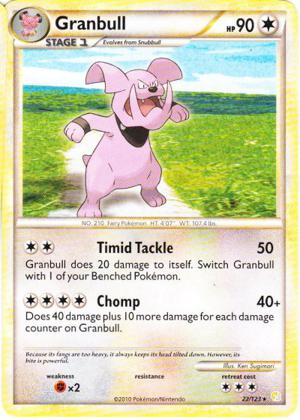 Granbull
HP 90
STAGE 1 Evolves from Snubbull
NO. 210 Fairy Pokémon HT. 4'07" WT. 107.4 lbs.
Timid Tackle 50
Granbull does 20 damage to itself. Switch Granbull
with 1 of your Benched Pokémon.
Chomp 40+
Does 40 damage plus 10 more for each damage
counter on Granbull.
Because its fangs are too heavy, it always keeps its head tilted down. However, its
bite is powerful.
Illus. Ken Sugimori
weakness resistance retreat cost
×2
22/123
©2010 Pokémon/Nintendo